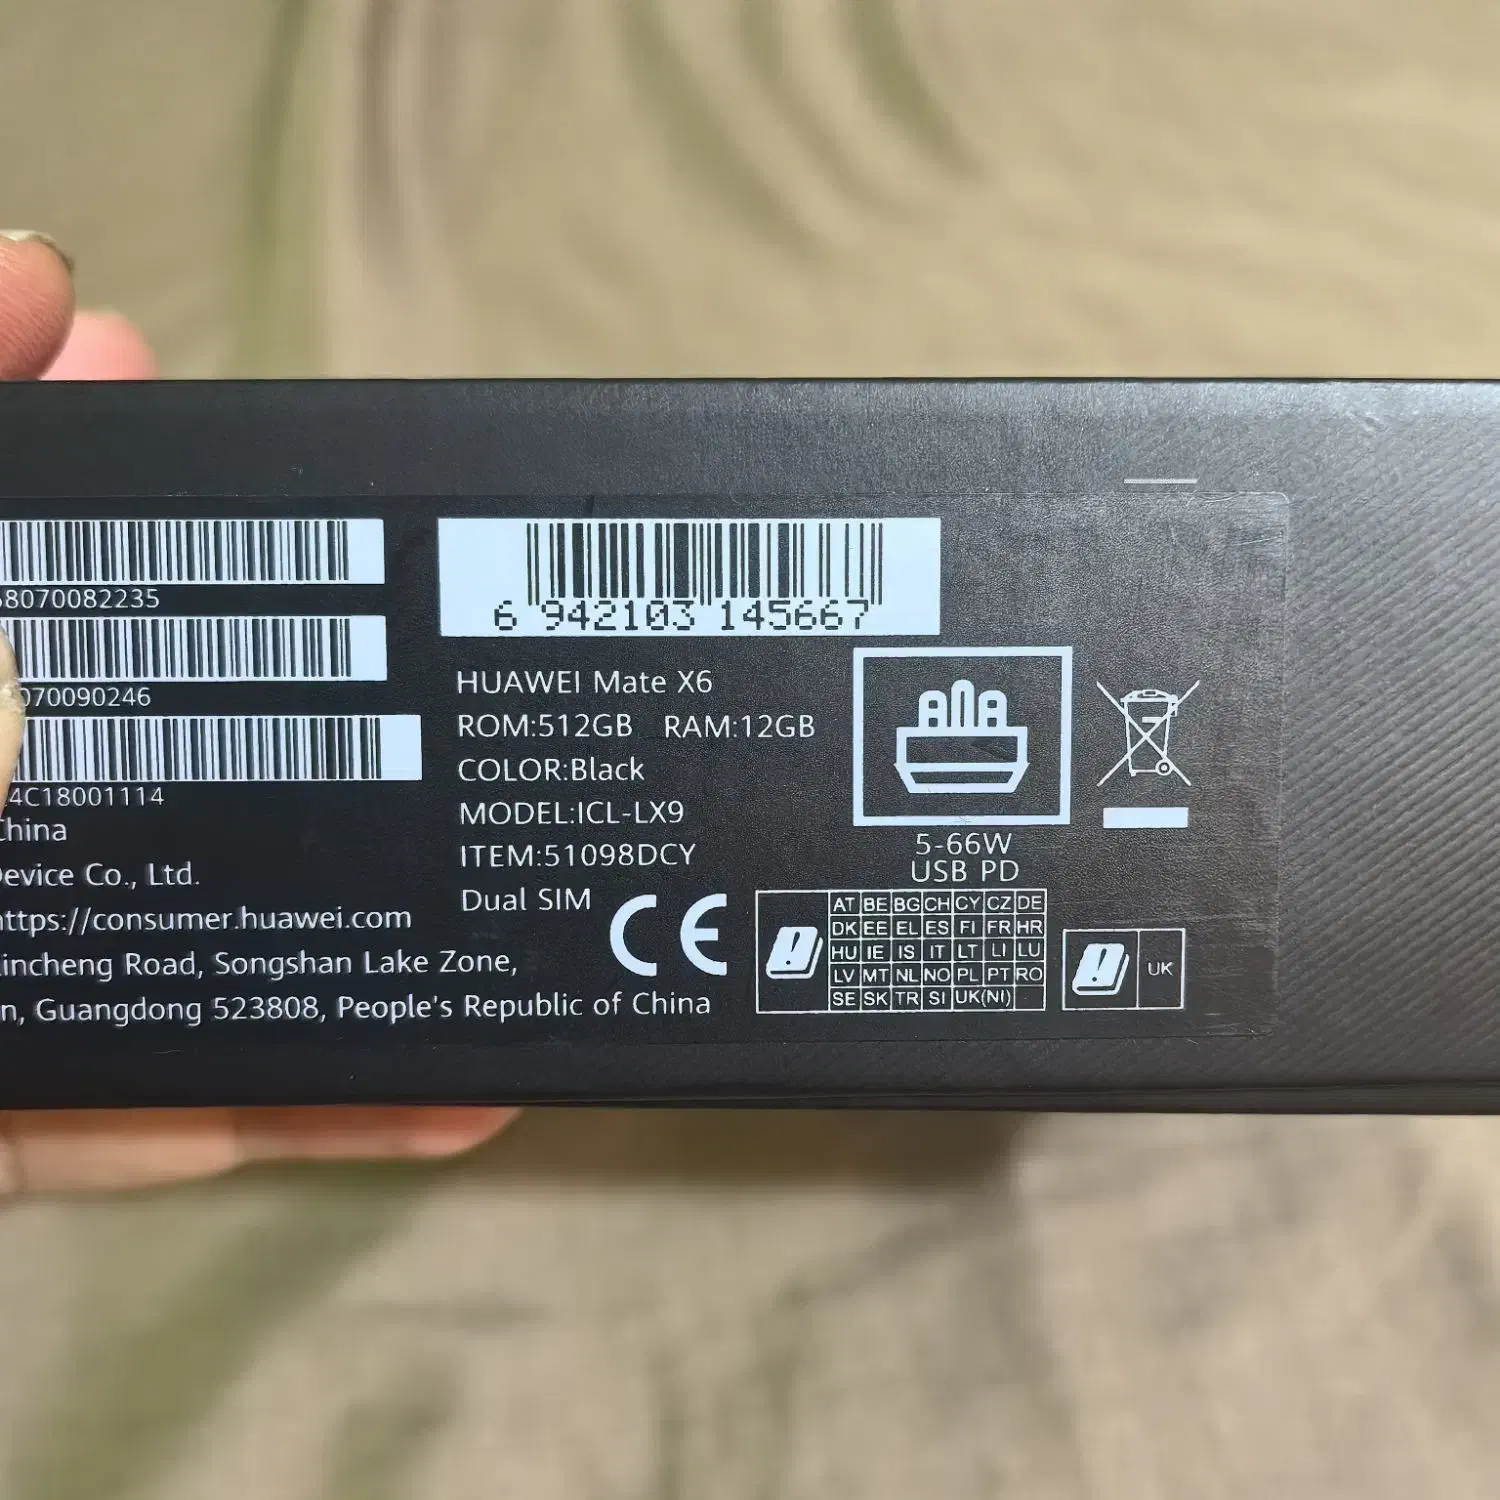 8070082235
070090246
4C18001114
China
evice Co., Ltd.
https://consumer.huawei.com
incheng Road, Songshan Lake Zone,
n, Guangdong 523808, People's Republic of China
6 942103 145667
HUAWEI Mate X6
ROM:512GB RAM:12GB
COLOR:Black
MODEL:ICL-LX9
ITEM:51098DCY
Dual SIM
CE
5-66W
USB PD
AT BE BG CH CY CZ DE
DK EE EL ES FI FR HR
HU IE IS IT LT LI LU
LV MT NL NO PL PT RO
SE SK TR SI UK(NI)
UK